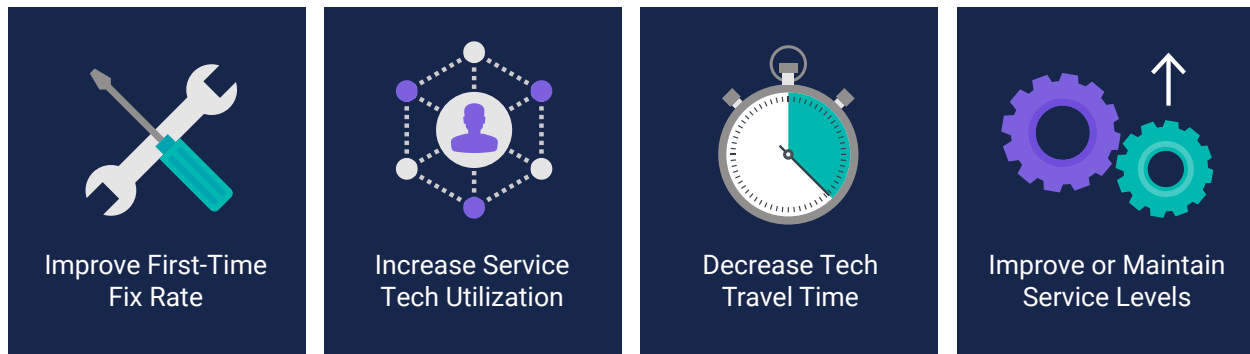 Improve First-Time
Fix Rate
Increase Service
Tech Utilization
Decrease Tech
Travel Time
Improve or Maintain
Service Levels